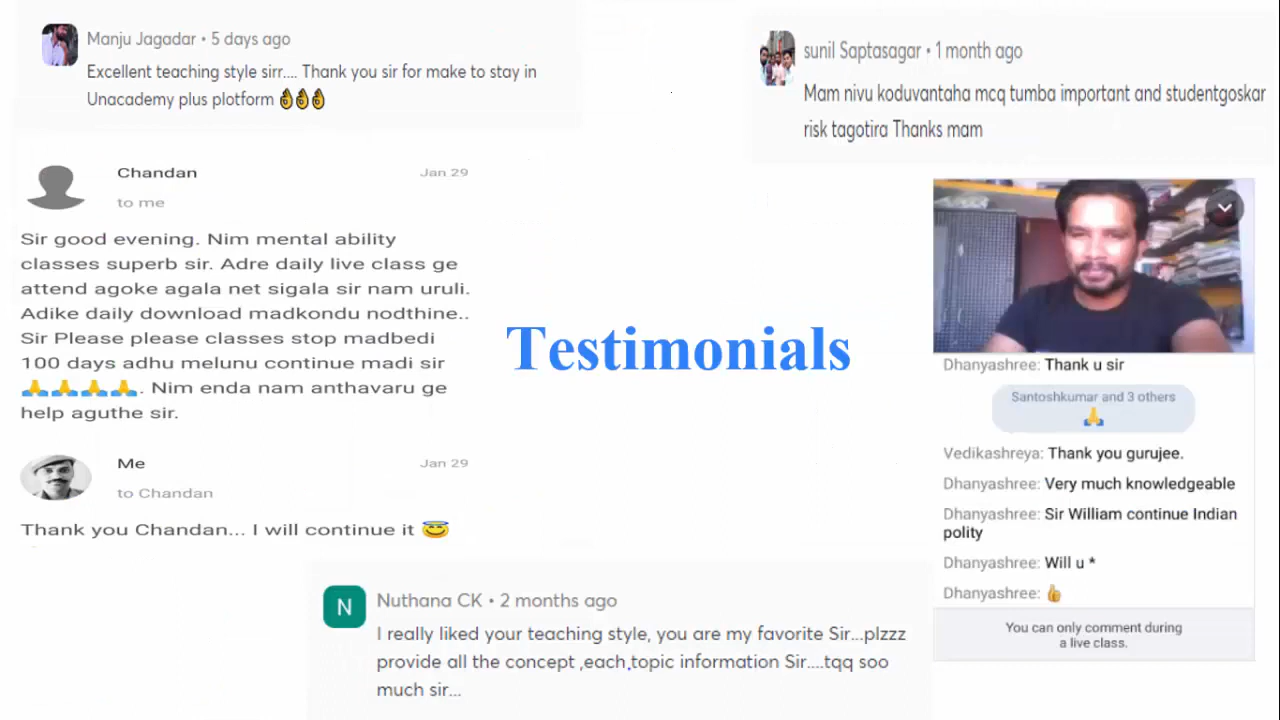 Manju Jagadar • 5 days ago
Excellent teaching style sirr.... Thank you sir for make to stay in
Unacademy plus plotform 👌👌👌
sunil Saptasagar • 1 month ago
Mam nivu koduvantaha mcq tumba important and studentgoskar
risk tagotira Thanks mam
Chandan
Jan 29
to me
Sir good evening. Nim mental ability
classes superb sir. Adre daily live class ge
attend agoke agala net sigala sir nam uruli.
Adike daily download madkondu nodthine..
Sir Please please classes stop madbedi
100 days adhu melunu continue madi sir
🙏🙏🙏🙏. Nim enda nam anthavaru ge
help aguthe sir.
Me
Jan 29
to Chandan
Thank you Chandan... I will continue it 😇
Testimonials
Dhanyashree: Thank u sir
Santoshkumar and 3 others
🙏
Vedikashreya: Thank you gurujee.
Dhanyashree: Very much knowledgeable
Dhanyashree: Sir William continue Indian
polity
Dhanyashree: Will u *
Dhanyashree: 👍
You can only comment during
a live class.
N
Nuthana CK • 2 months ago
I really liked your teaching style, you are my favorite Sir...plzzz
provide all the concept ,each,topic information Sir....tqq soo
much sir...